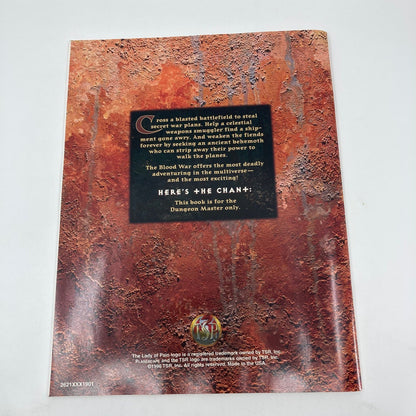 Cross a blasted battlefield to steal
secret war plans. Help a celestial
weapons smuggler find a ship-
ment gone awry. And weaken the fiends
forever by seeking an ancient behemoth
who can strip away their power to
walk the planes.
The Blood War offers the most deadly
adventuring in the multiverse—
and the most exciting!
HERE'S THE CHANT:
This book is for the
Dungeon Master only.
TSR
The Lady of Pain logo is a registered trademark owned by TSR, Inc.
PLANESCAPE and the TSR logo are trademarks owned by TSR, Inc.
©1996 TSR, Inc. All rights reserved. Made in the U.S.A.
2621XXX1901